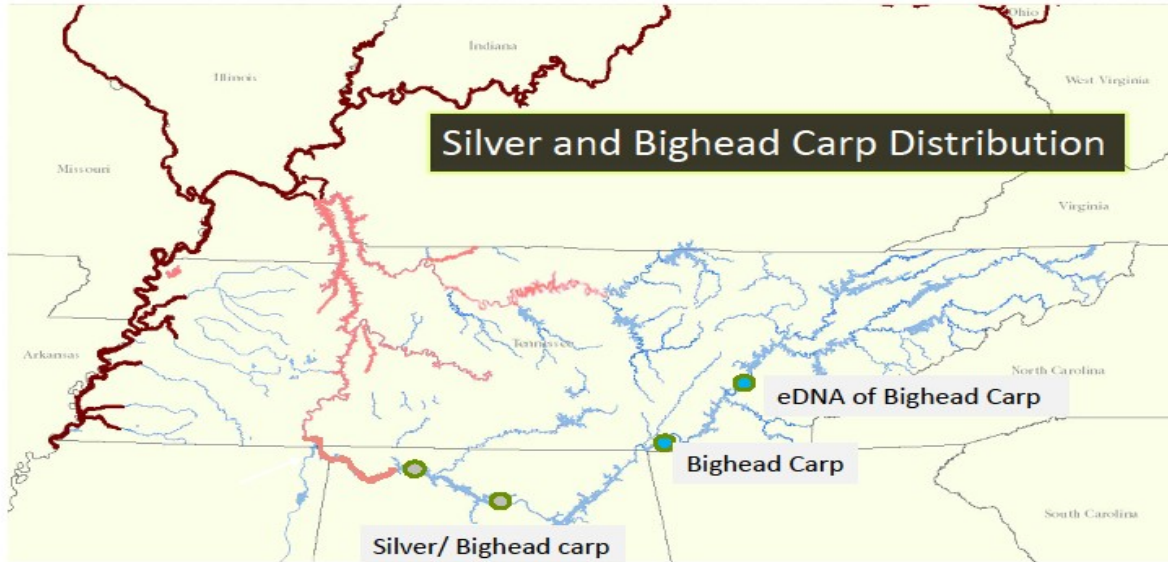 Ohio
Indiana
Illinois
West Virginia
Silver and Bighead Carp Distribution
Missouri
Virginia
Tennessee
Arkansas
North Carolina
eDNA of Bighead Carp
Bighead Carp
South Carolina
Silver/ Bighead carp